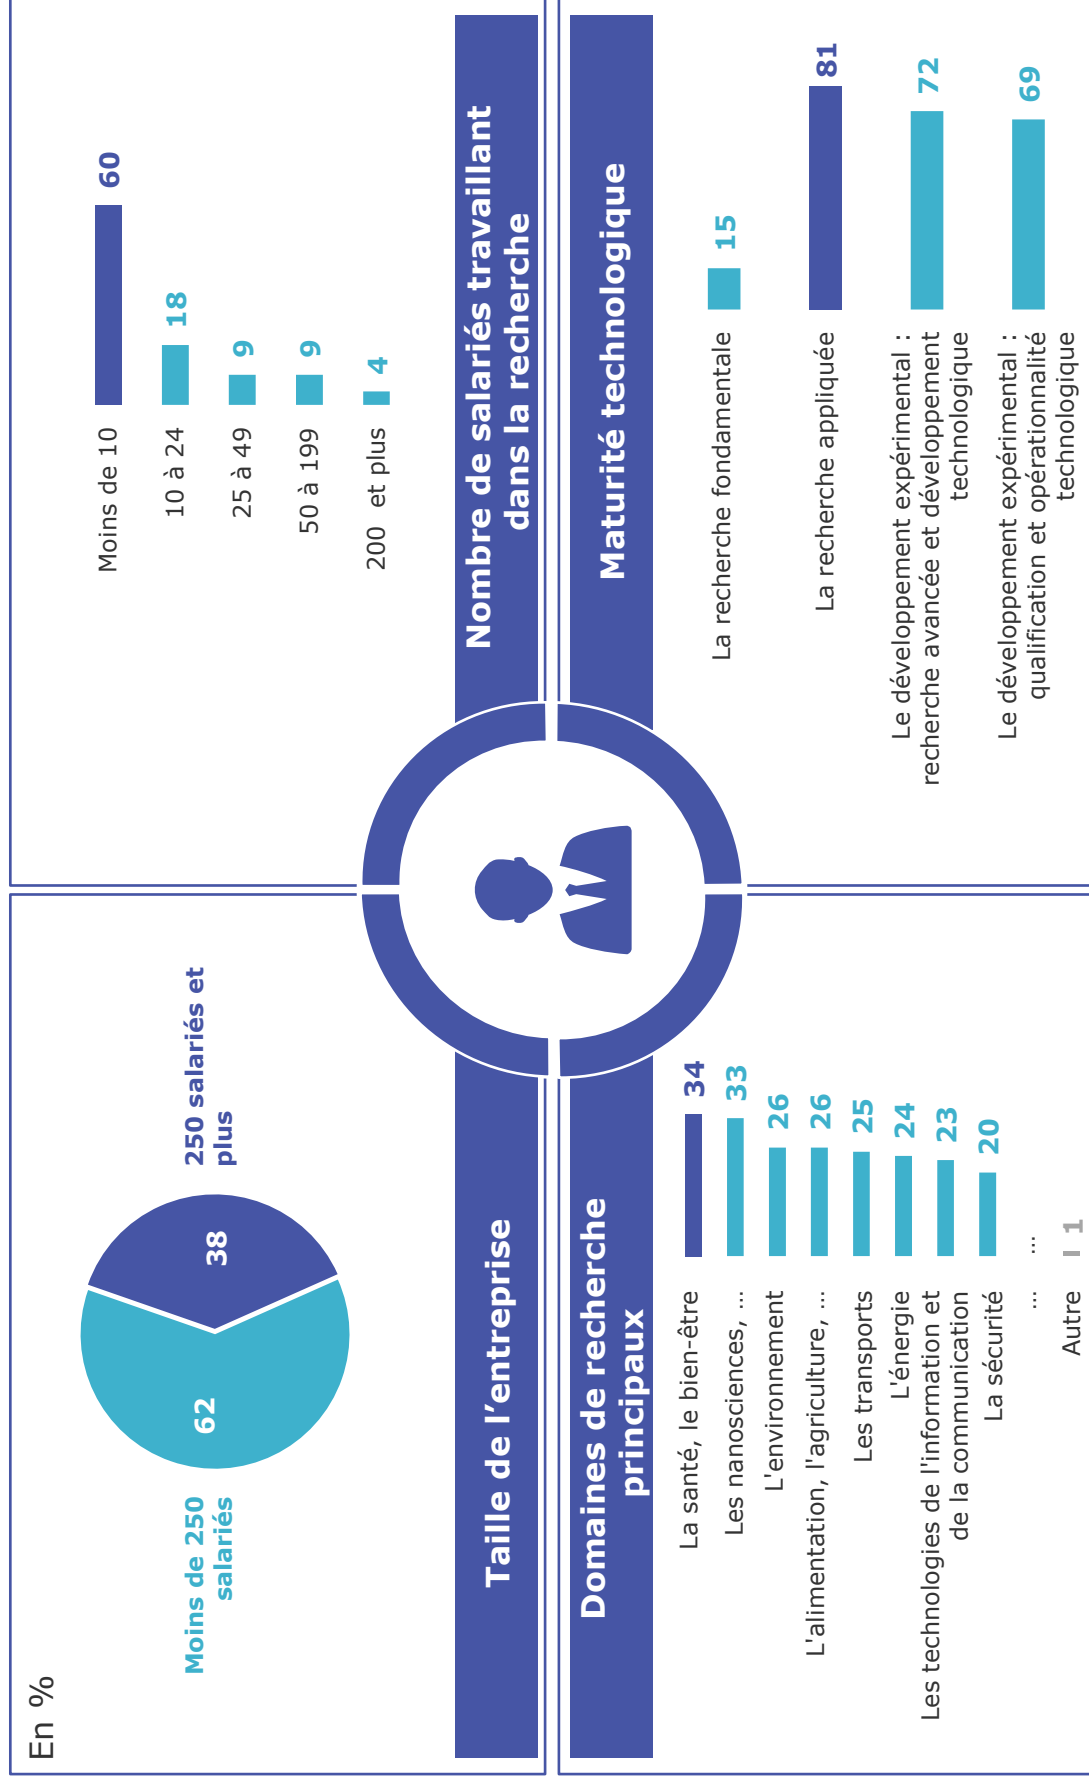 En %
Moins de 250
salariés
62
38
250 salariés et
plus
Taille de l’entreprise
Moins de 10 60
10 à 24 18
25 à 49 9
50 à 199 9
200  et plus 4
Nombre de salariés travaillant
dans la recherche
Domaines de recherche
principaux
La santé, le bien-être 34
Les nanosciences, ... 33
L'environnement 26
L'alimentation, l'agriculture, ... 26
Les transports 25
L'énergie 24
Les technologies de l'information et
de la communication 23
La sécurité 20
... ...
Autre 1
Maturité technologique
La recherche fondamentale 15
La recherche appliquée 81
Le développement expérimental :
recherche avancée et développement 72
technologique
Le développement expérimental :
qualification et opérationnalité 69
technologique